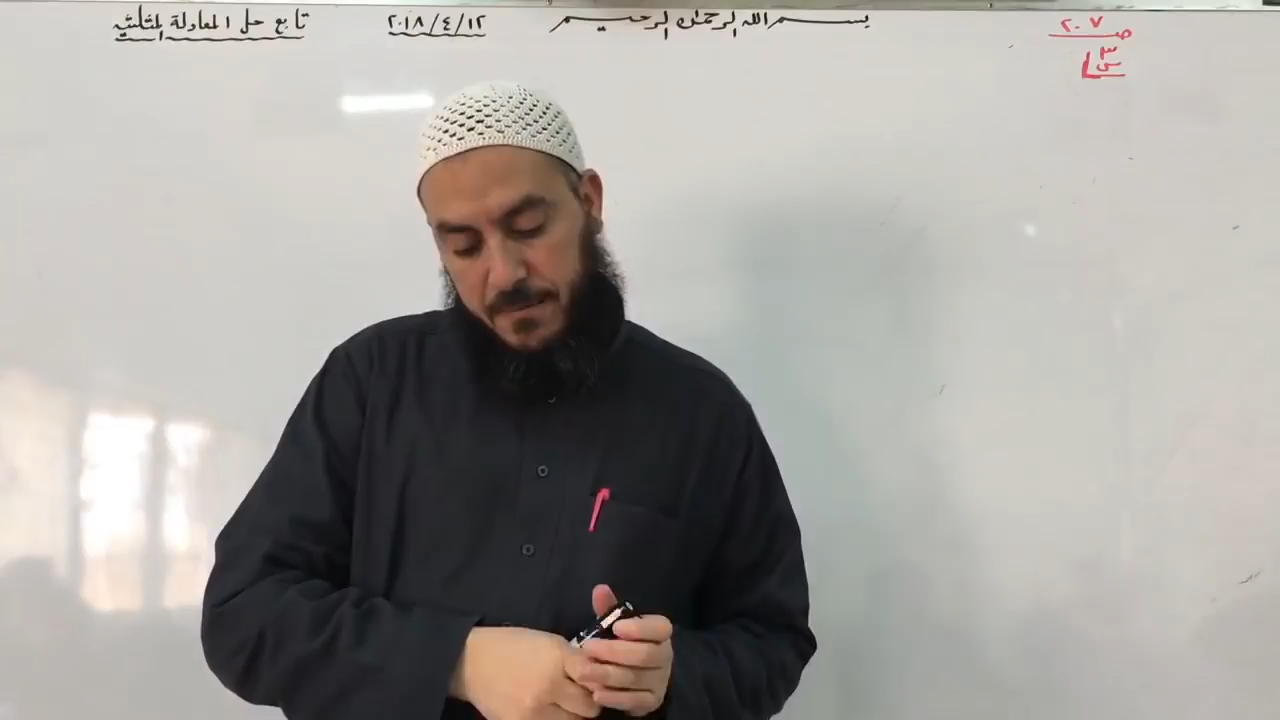 ص ٢٠٧
س ٣
بسم الله الرحمن الرحيم
٢٠١٨/٤/١٢
تابع حل المعادلة المثلثية